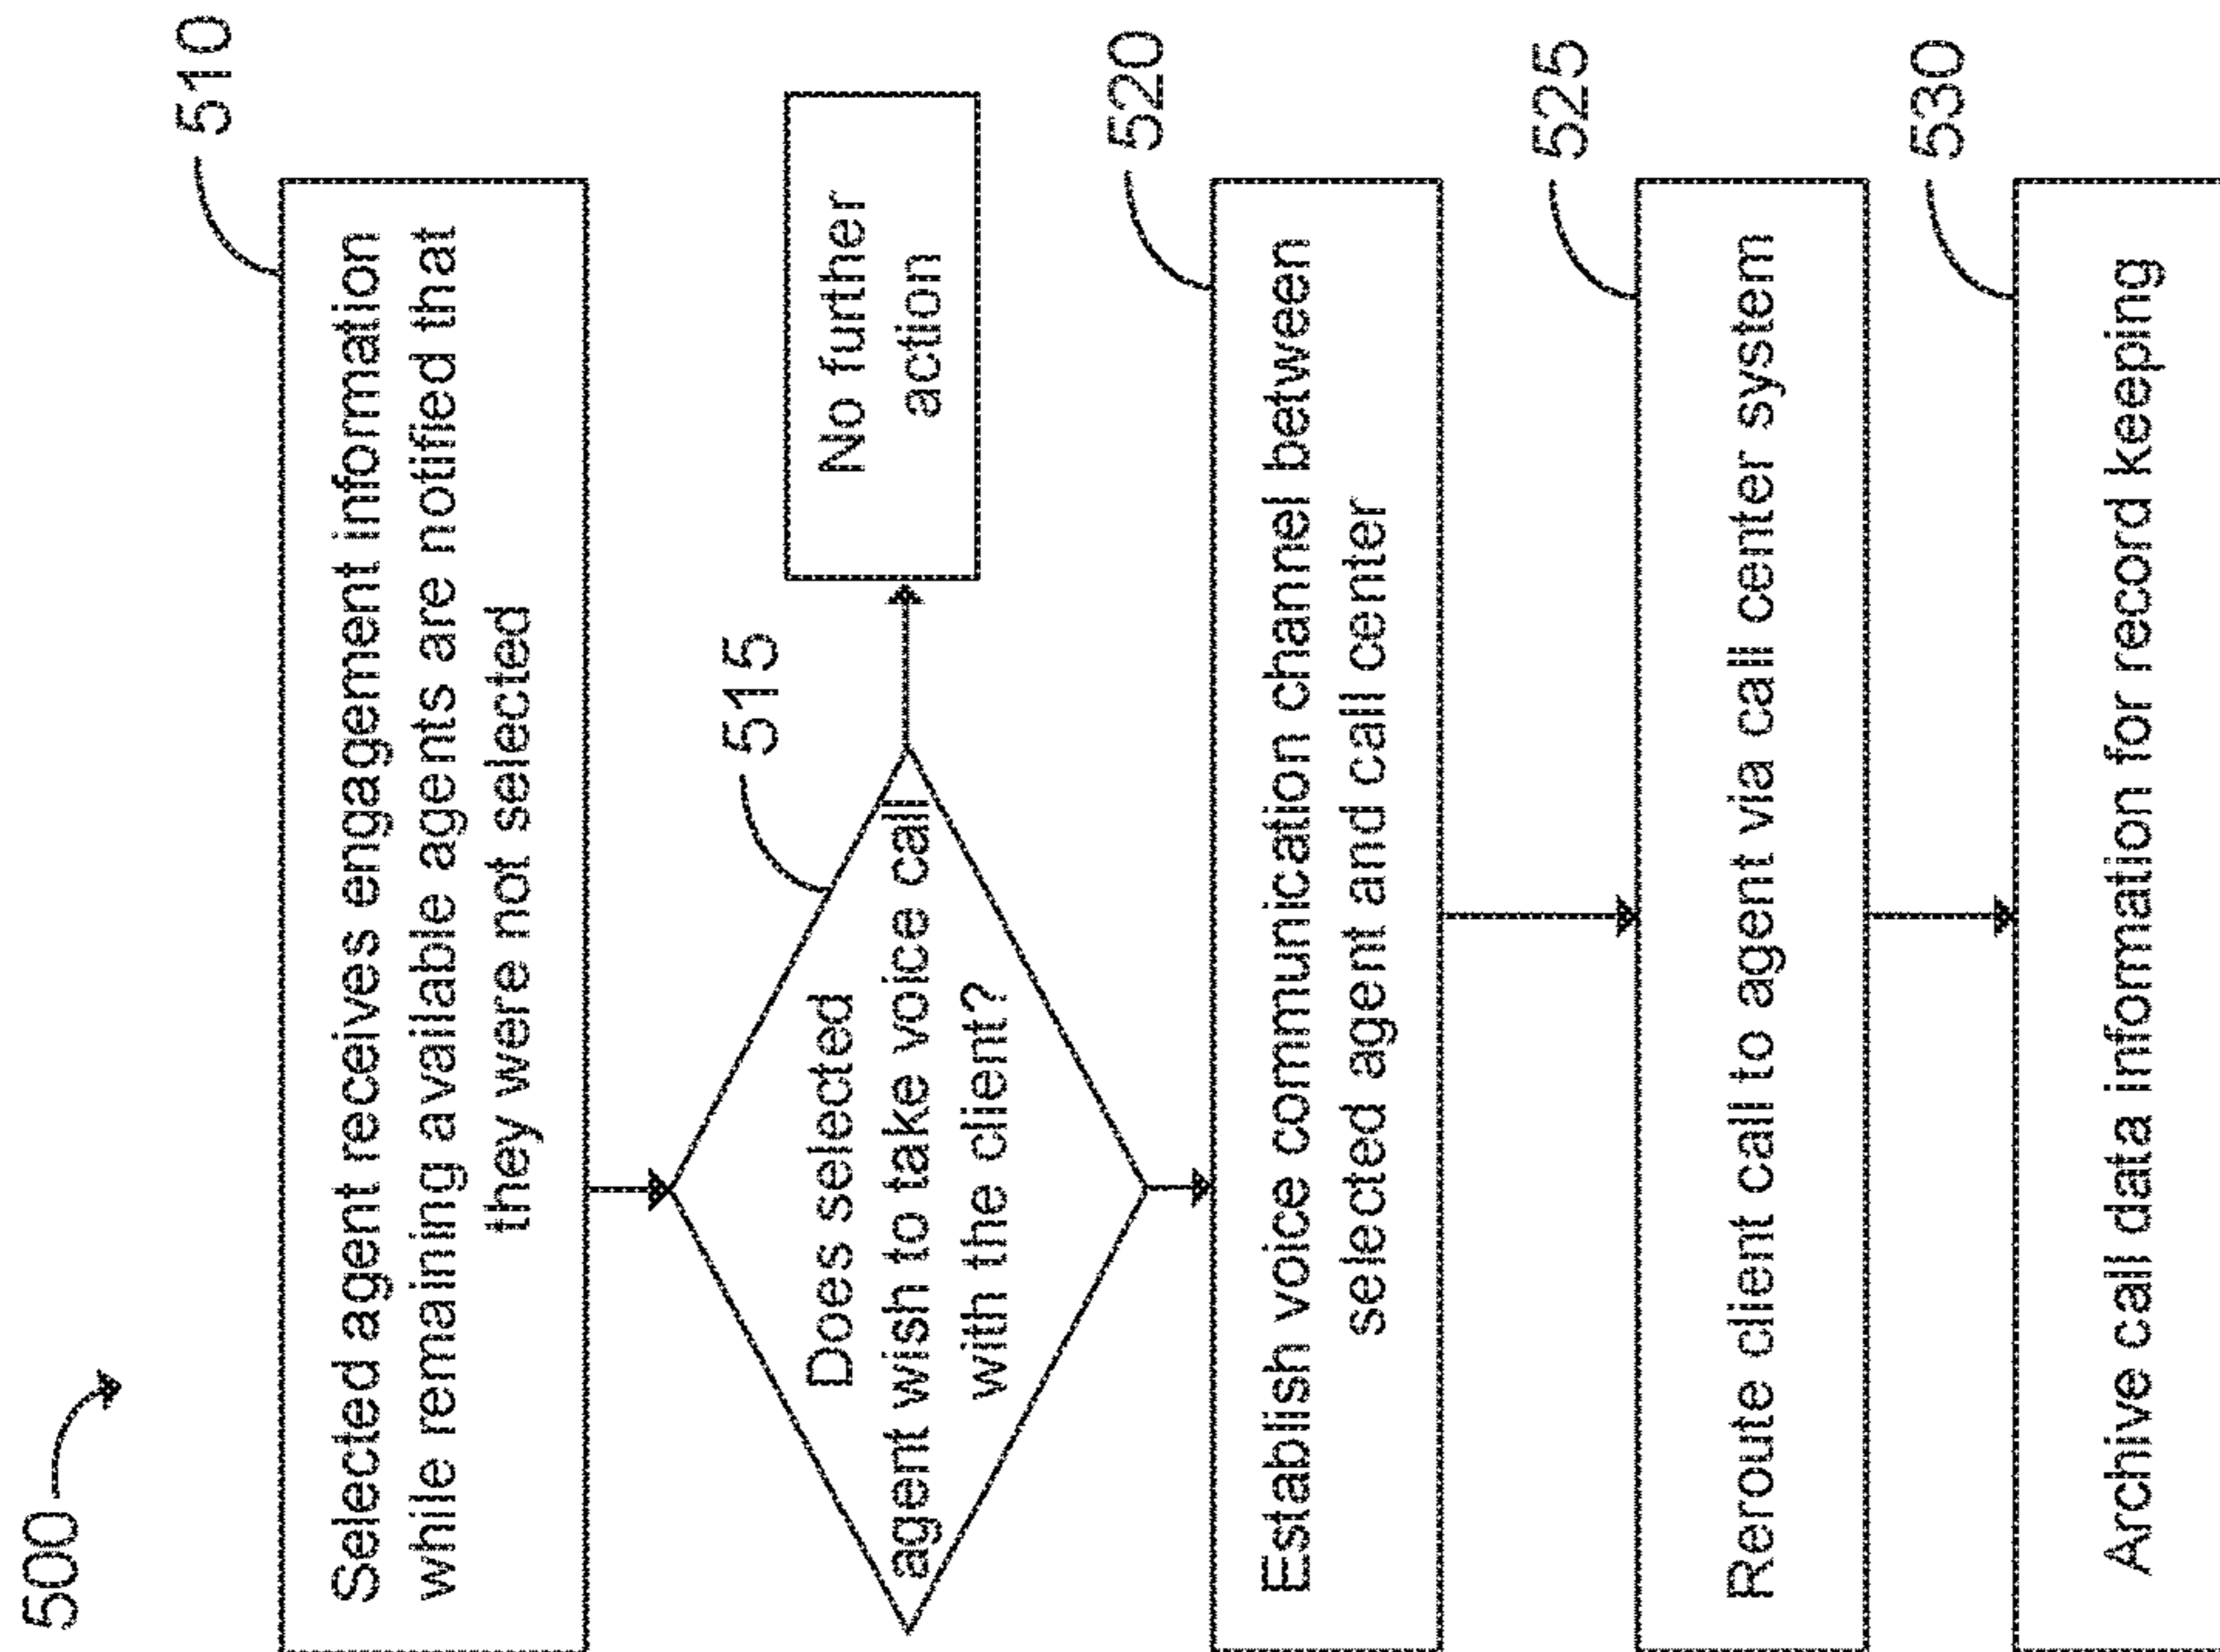 500
510
Selected agent receives engagement information
while remaining available agents are notified that
they were not selected
515
Does selected
agent wish to take voice call
with the client?
No further
action
520
Establish voice communication channel between
selected agent and call center
525
Reroute client call to agent via call center system
530
Archive call data information for record keeping